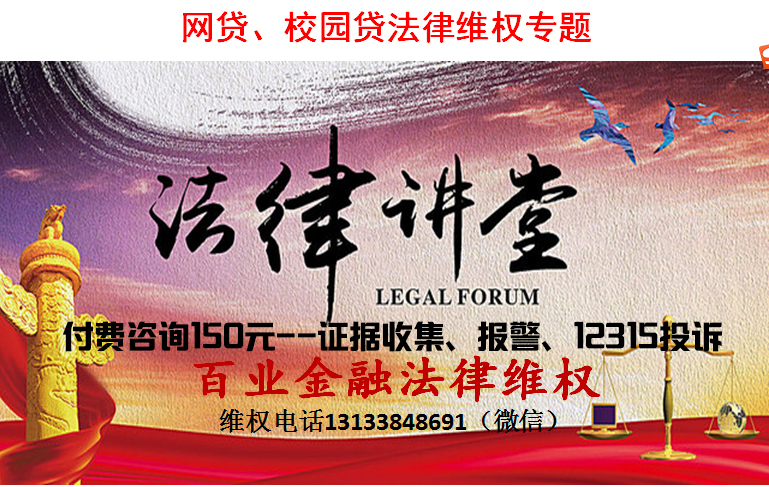 网贷、校园贷法律维权专题
法律讲堂
LEGAL FORUM
付费咨询150元--证据收集、报警、12315投诉
百业金融法律维权
维权电话13133848691（微信）